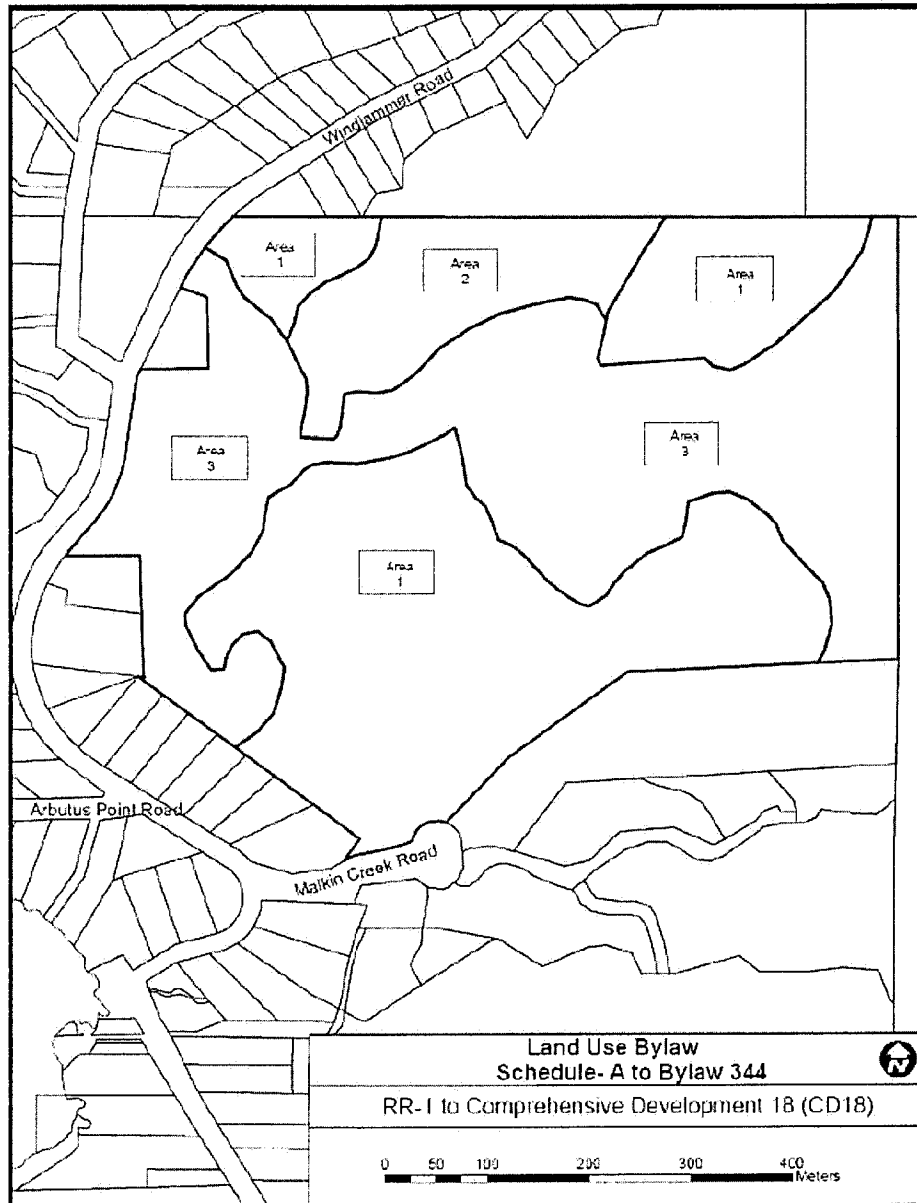 Windjammer Road
Area
1
Area
2
Area
1
Area
3
Area
3
Area
1
Arbutus Point Road
Malkin Creek Road
Land Use Bylaw
Schedule- A to Bylaw 344
N
RR-1 to Comprehensive Development 18 (CD18)
0 50 100 200 300 400
Meters